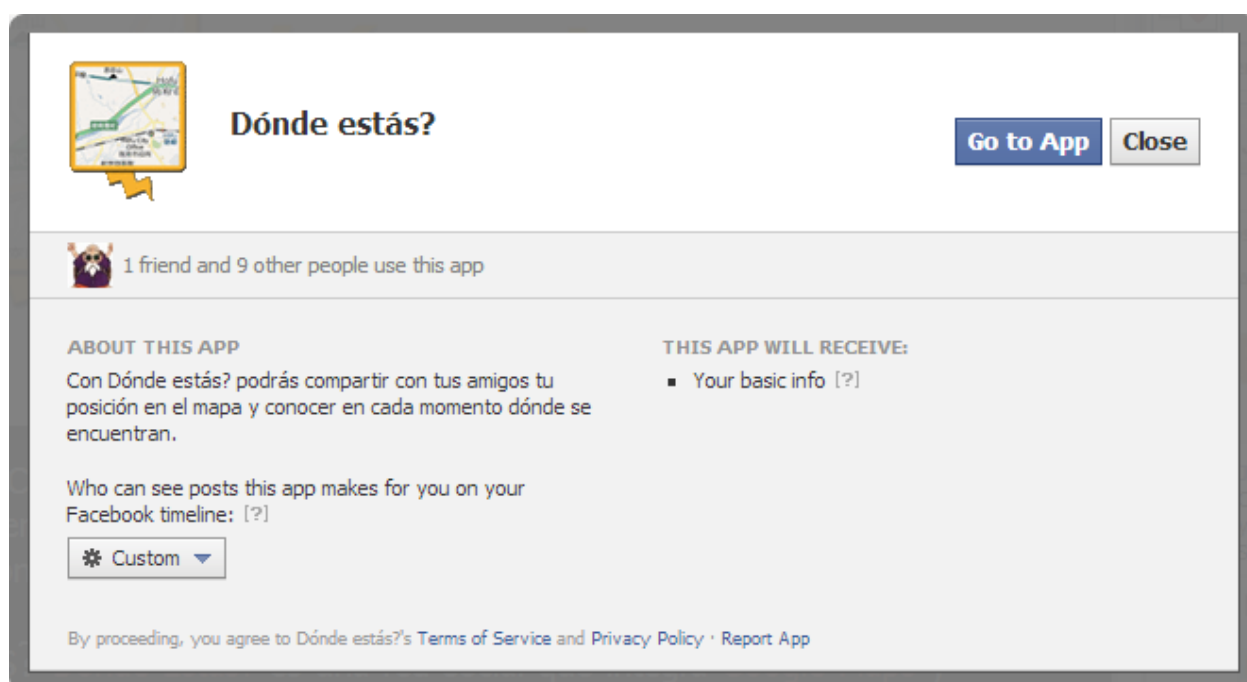 Dónde estás?
Go to App
Close
1 friend and 9 other people use this app
ABOUT THIS APP
Con Dónde estás? podrás compartir con tus amigos tu
posición en el mapa y conocer en cada momento dónde se
encuentran.
Who can see posts this app makes for you on your
Facebook timeline: [?]
Custom
THIS APP WILL RECEIVE:
Your basic info [?]
By proceeding, you agree to Dónde estás?'s Terms of Service and Privacy Policy · Report App